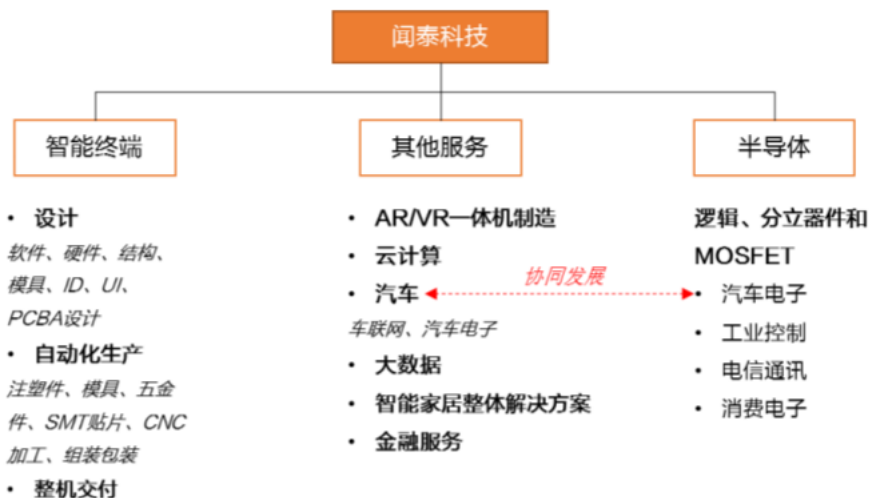 闻泰科技
智能终端
• 设计
软件、硬件、结构、
模具、ID、UI、
PCBA设计
• 自动化生产
注塑件、模具、五金
件、SMT贴片、CNC
加工、组装包装
• 整机交付
其他服务
• AR/VR一体机制造
• 云计算
• 汽车
车联网、汽车电子
• 大数据
• 智能家居整体解决方案
• 金融服务
协同发展
半导体
逻辑、分立器件和
MOSFET
• 汽车电子
• 工业控制
• 电信通讯
• 消费电子